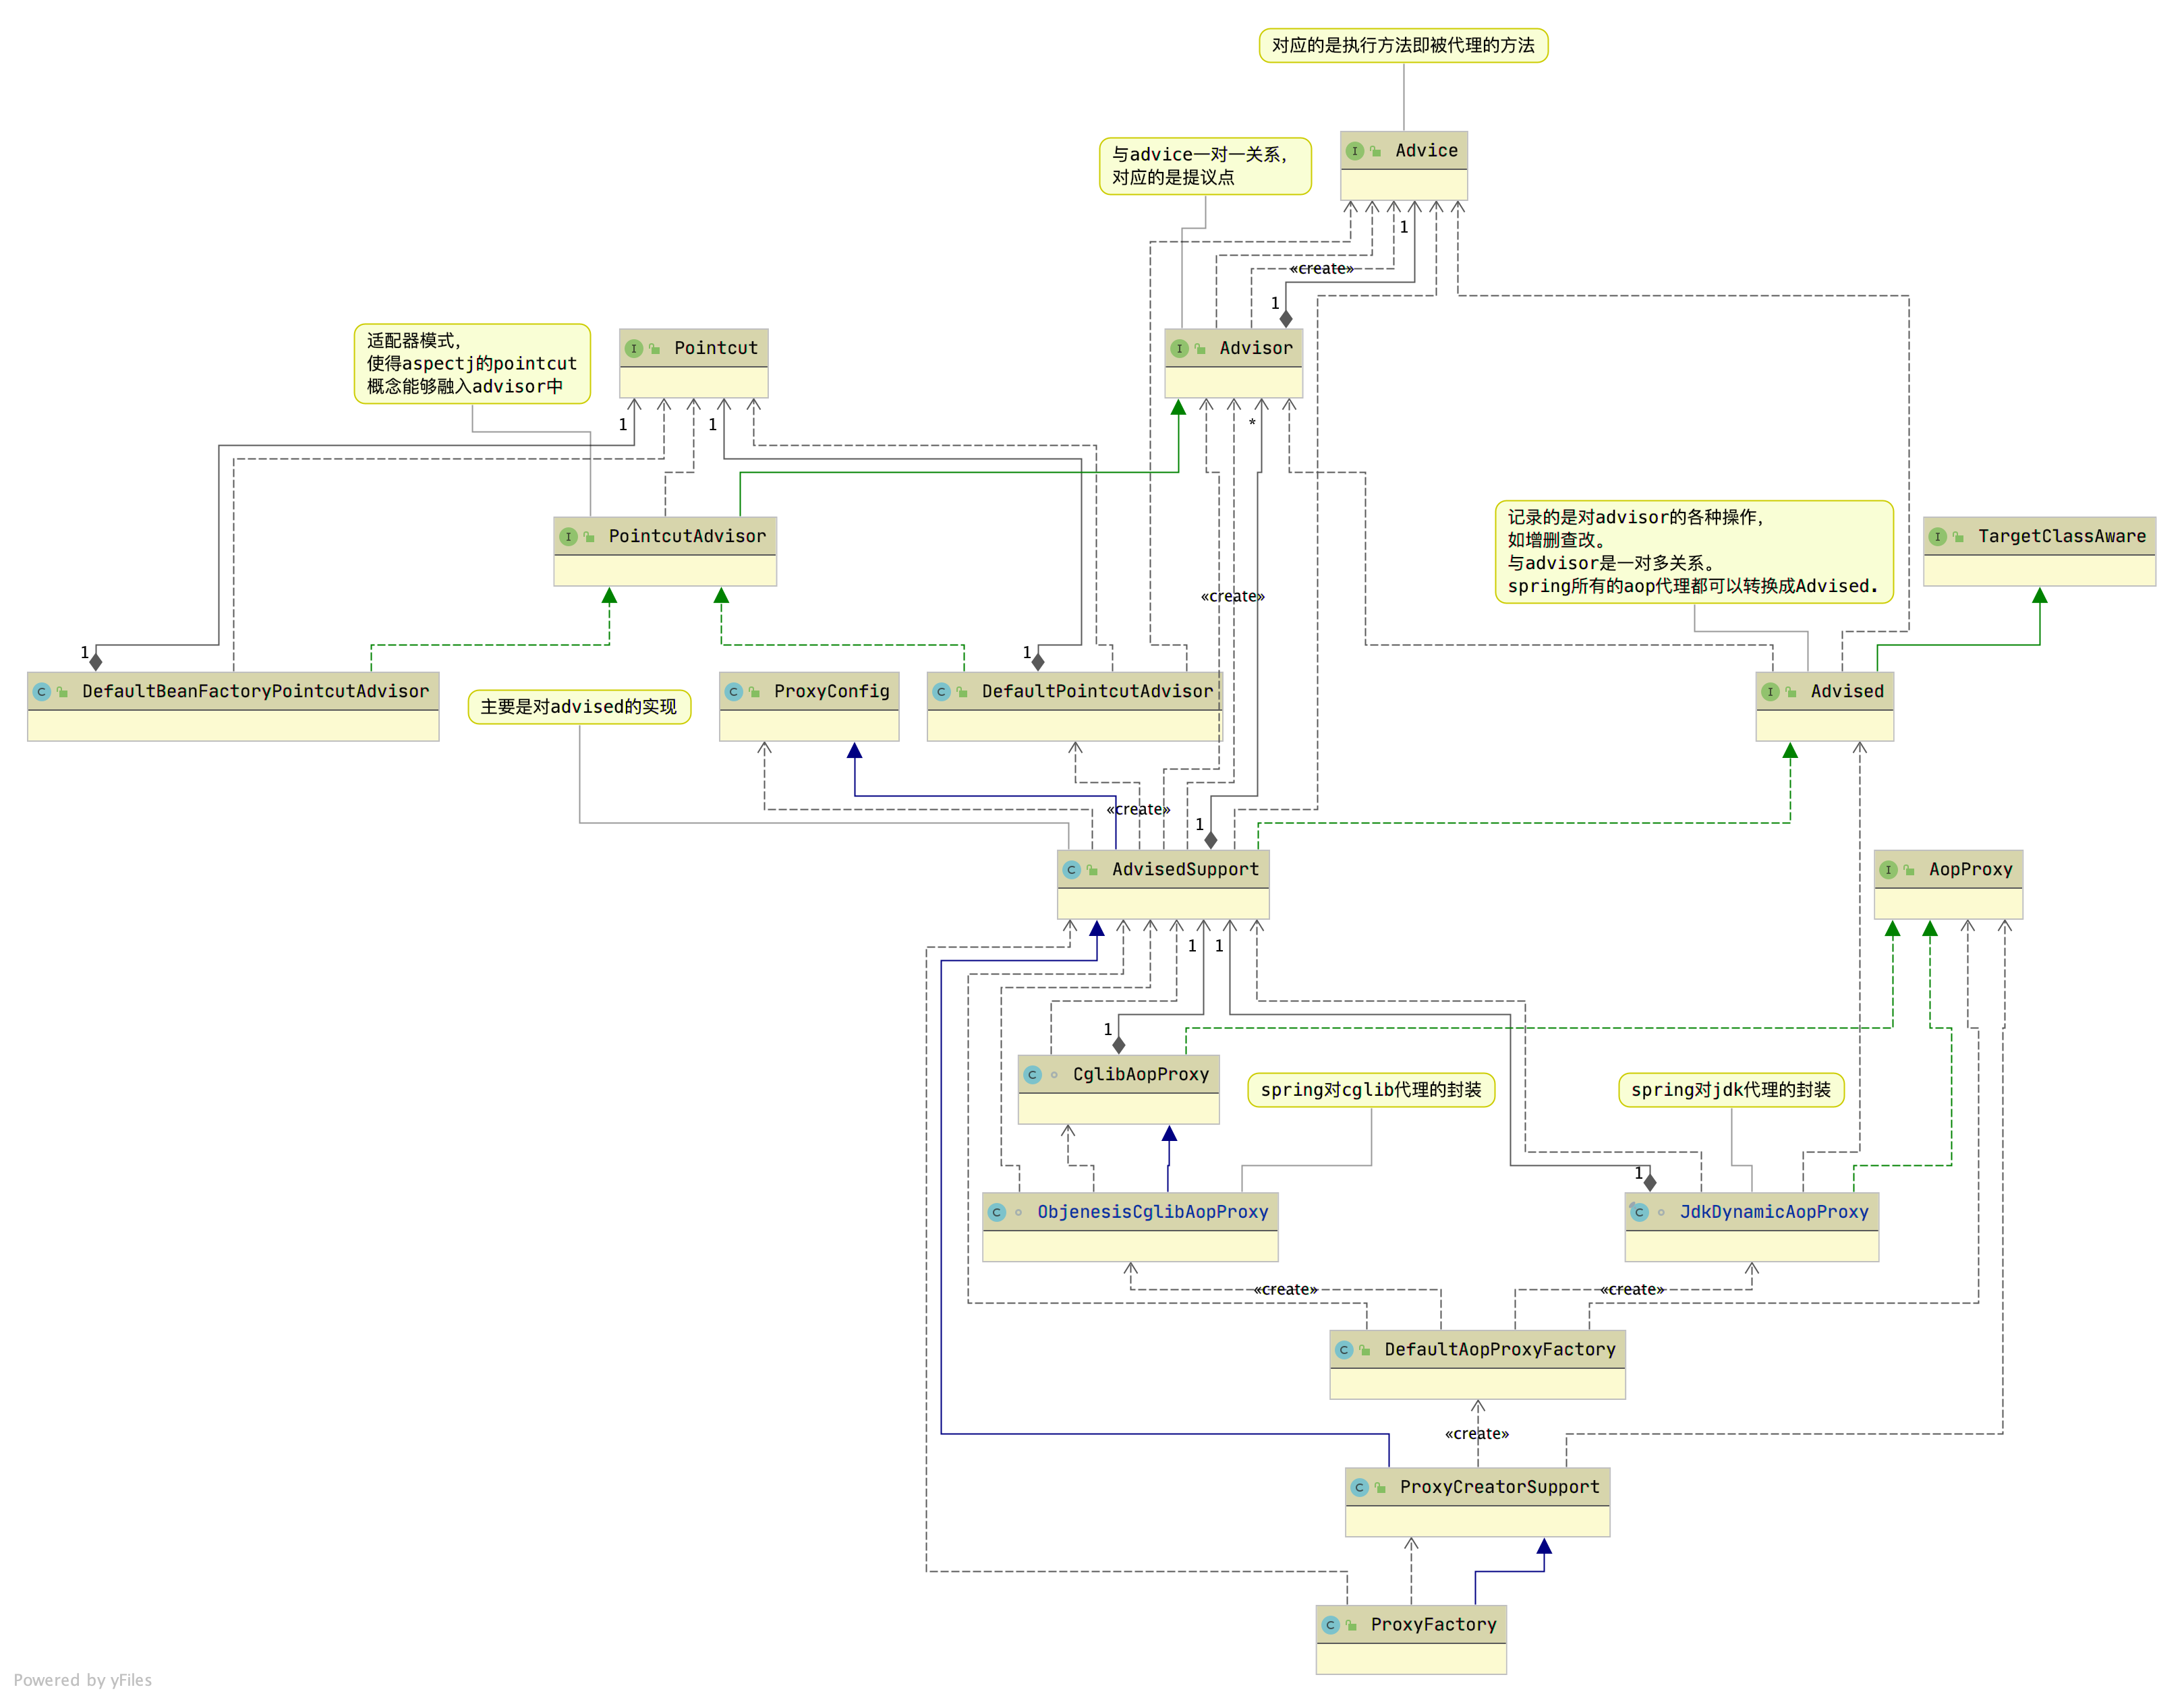 对应的是执行方法即被代理的方法
Advice
与advice一对一关系，
对应的是提议点
1
«create»
1
适配器模式，
使得aspectj的pointcut
概念能够融入advisor中
Pointcut
Advisor
1
1
*
记录的是对advisor的各种操作，
如增删查改。
与advisor是一对多关系。
spring所有的aop代理都可以转换成Advised.
PointcutAdvisor
TargetClassAware
«create»
1
1
DefaultBeanFactoryPointcutAdvisor
主要是对advised的实现
ProxyConfig
DefaultPointcutAdvisor
Advised
«create»
1
AdvisedSupport
AopProxy
1
1
1
CglibAopProxy
spring对cglib代理的封装
spring对jdk代理的封装
1
ObjenesisCglibAopProxy
JdkDynamicAopProxy
«create»
«create»
DefaultAopProxyFactory
«create»
ProxyCreatorSupport
ProxyFactory
Powered by yFiles